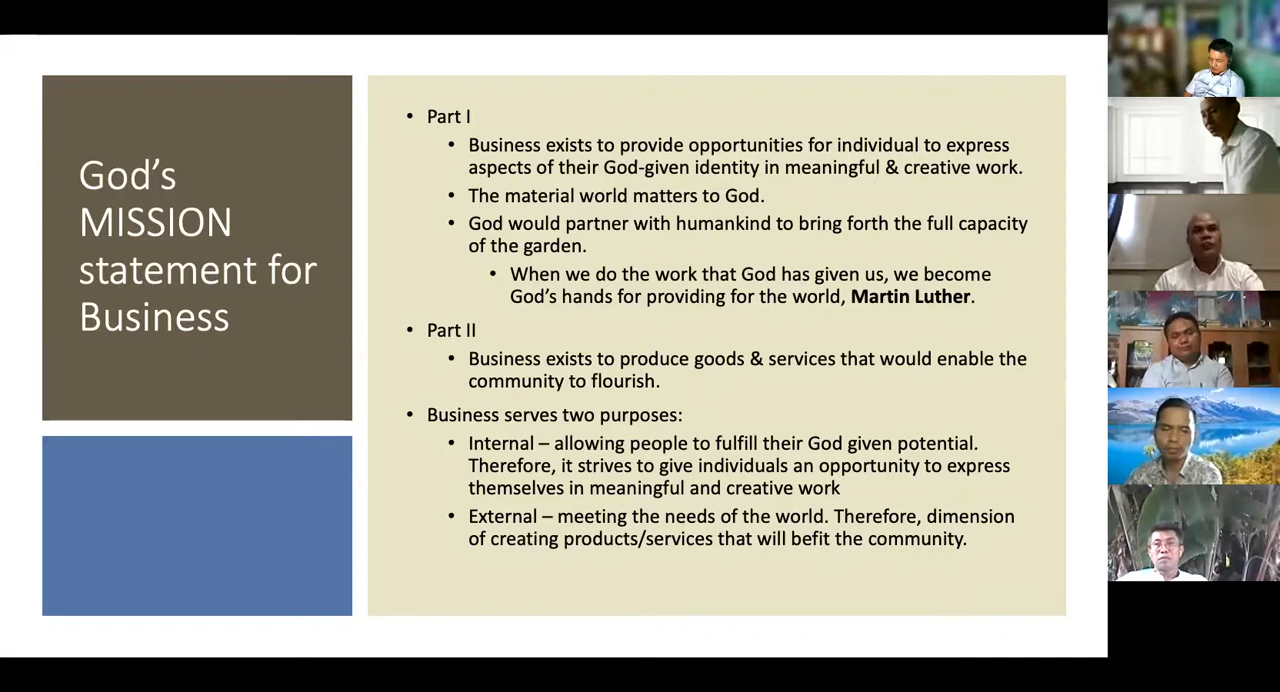 God’s
MISSION
statement for
Business
• Part I
• Business exists to provide opportunities for individual to express
aspects of their God-given identity in meaningful & creative work.
• The material world matters to God.
• God would partner with humankind to bring forth the full capacity
of the garden.
• When we do the work that God has given us, we become
God’s hands for providing for the world, Martin Luther.
• Part II
• Business exists to produce goods & services that would enable the
community to flourish.
• Business serves two purposes:
• Internal – allowing people to fulfill their God given potential.
Therefore, it strives to give individuals an opportunity to express
themselves in meaningful and creative work
• External – meeting the needs of the world. Therefore, dimension
of creating products/services that will befit the community.